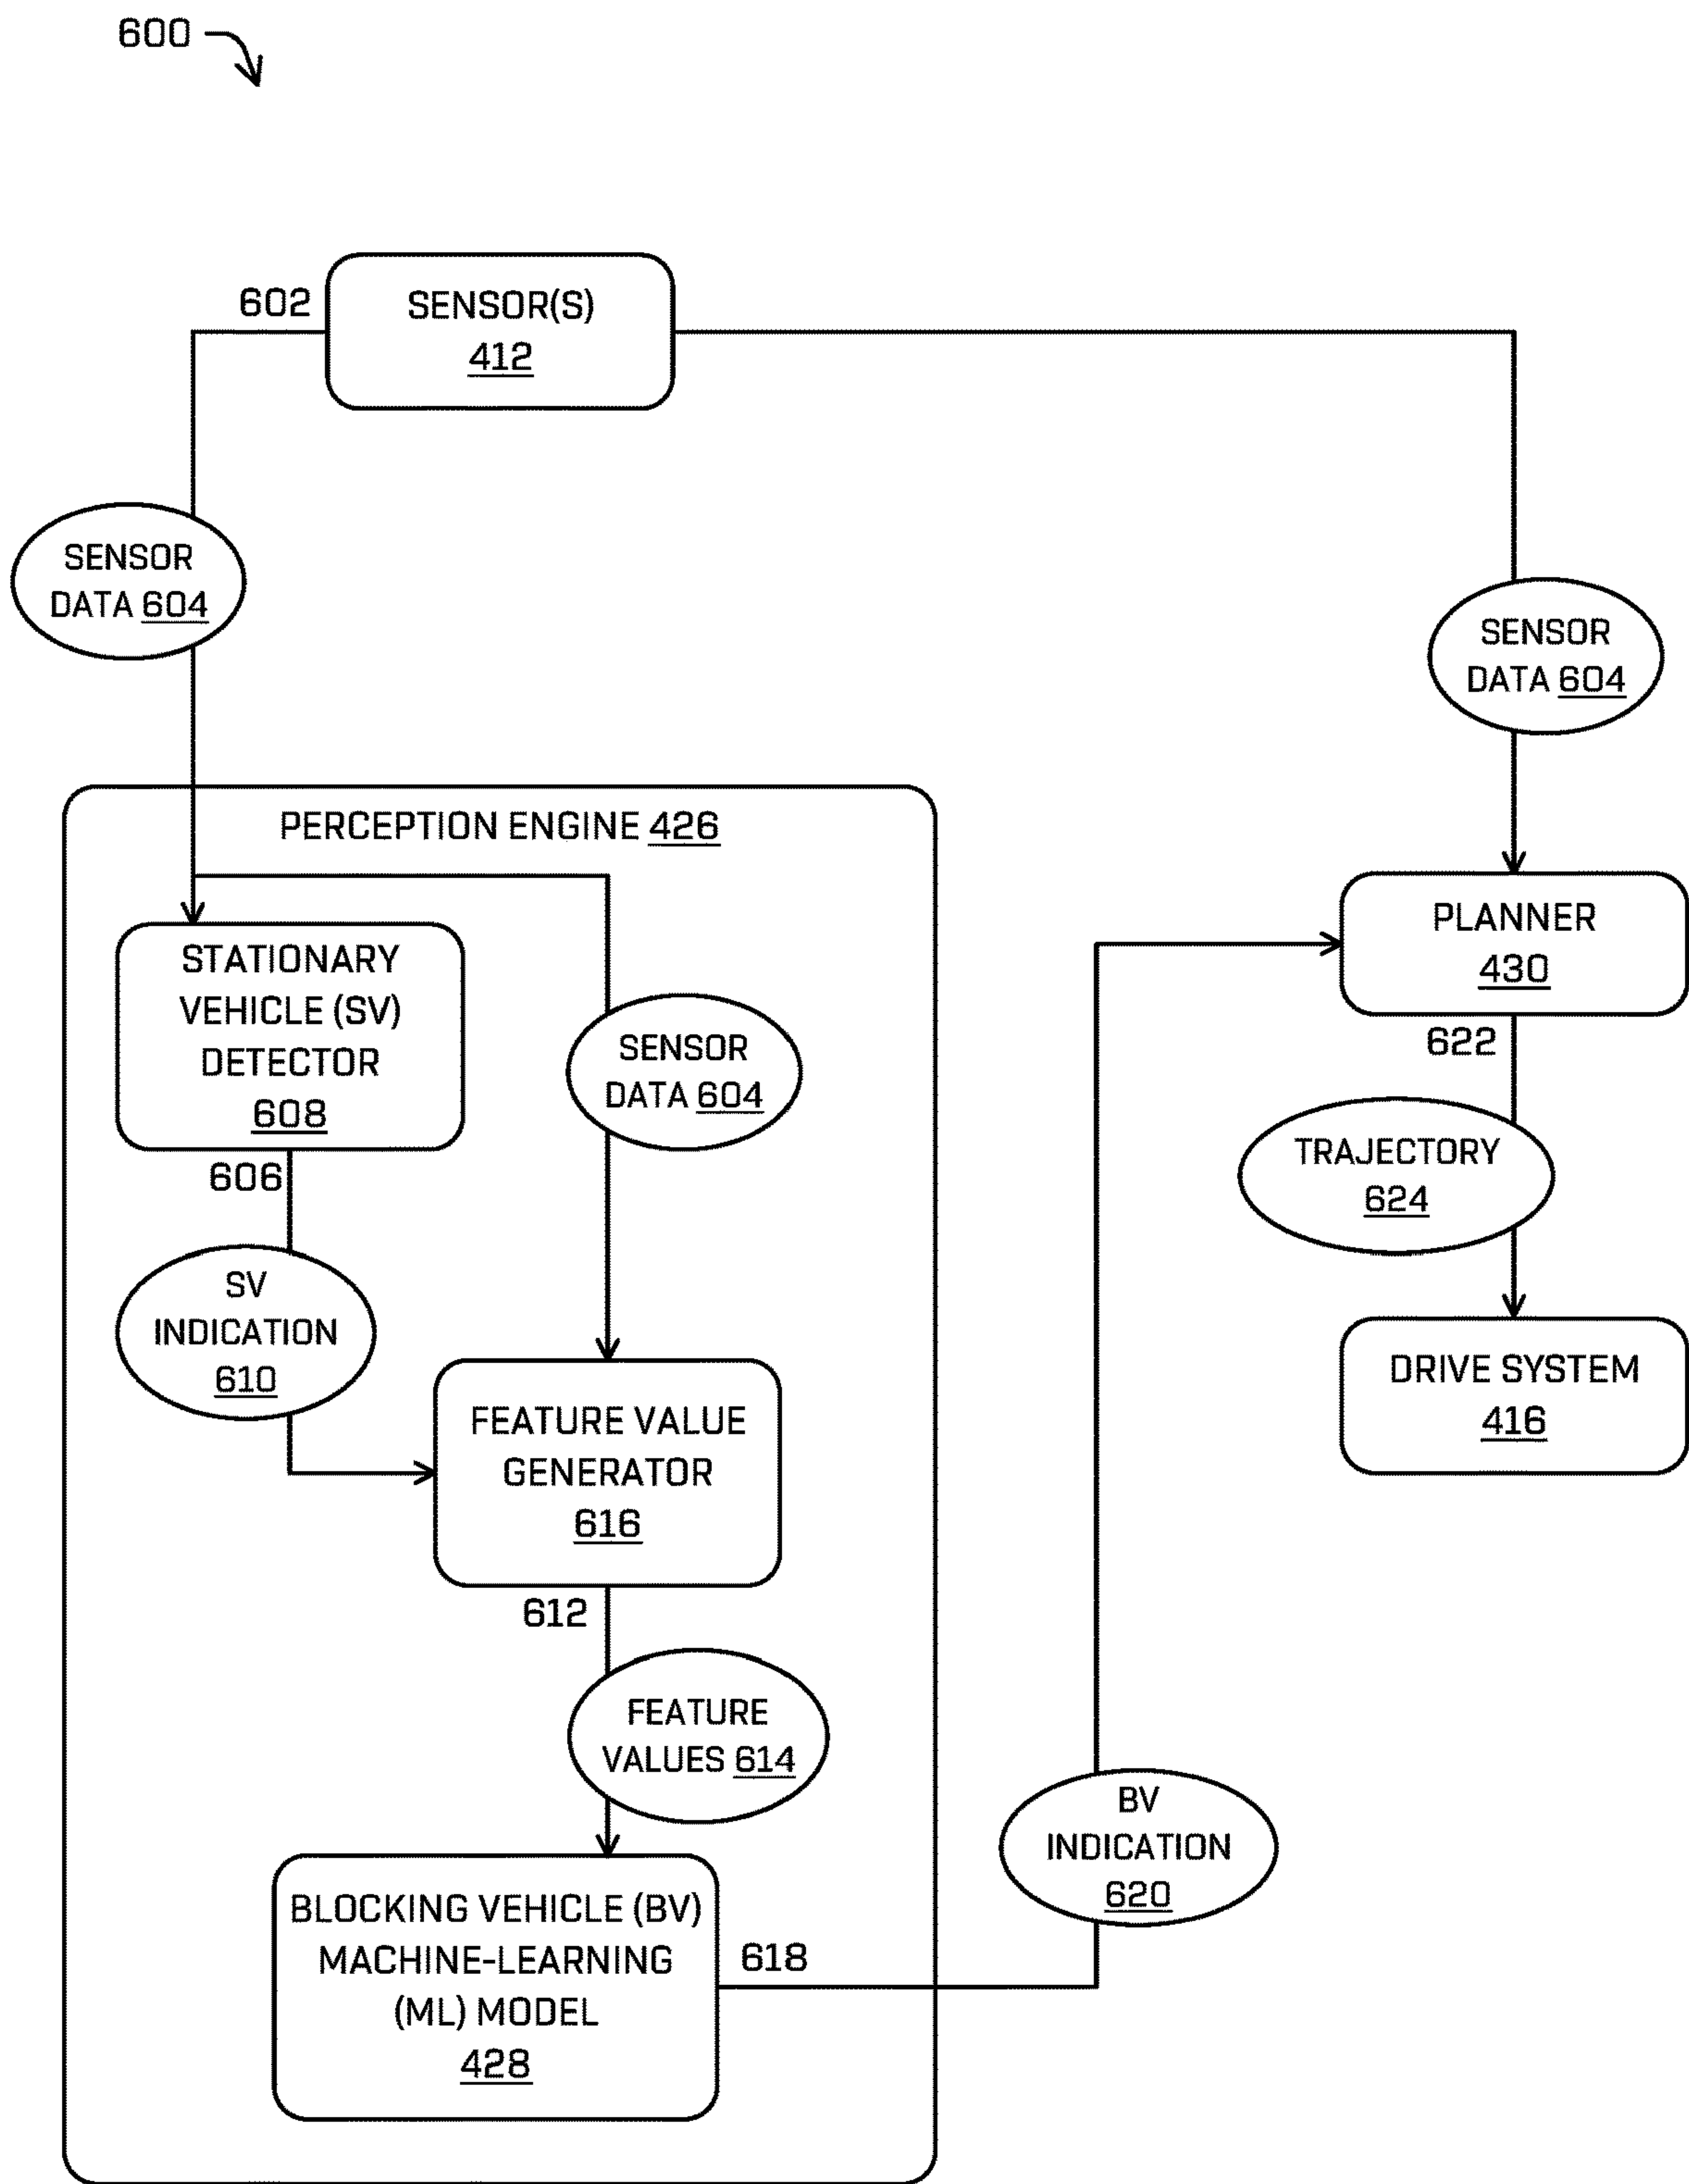 600
602
SENSOR(S)
412
SENSOR
DATA 604
SENSOR
DATA 604
PERCEPTION ENGINE 426
STATIONARY
VEHICLE (SV)
DETECTOR
608
SENSOR
DATA 604
PLANNER
430
622
606
TRAJECTORY
624
SV
INDICATION
610
DRIVE SYSTEM
416
FEATURE VALUE
GENERATOR
616
612
FEATURE
VALUES 614
BV
INDICATION
620
BLOCKING VEHICLE (BV)
MACHINE-LEARNING
(ML) MODEL
428
618